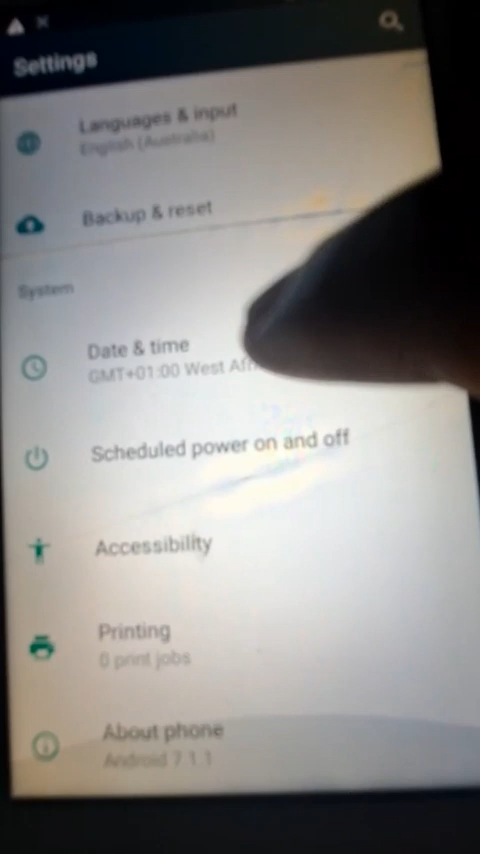 Settings
Languages & input
English (Australia)
Backup & reset
System
Date & time
GMT+01:00 West
Scheduled power on and off
Accessibility
Printing
0 print jobs
About phone
Android 7.1.1